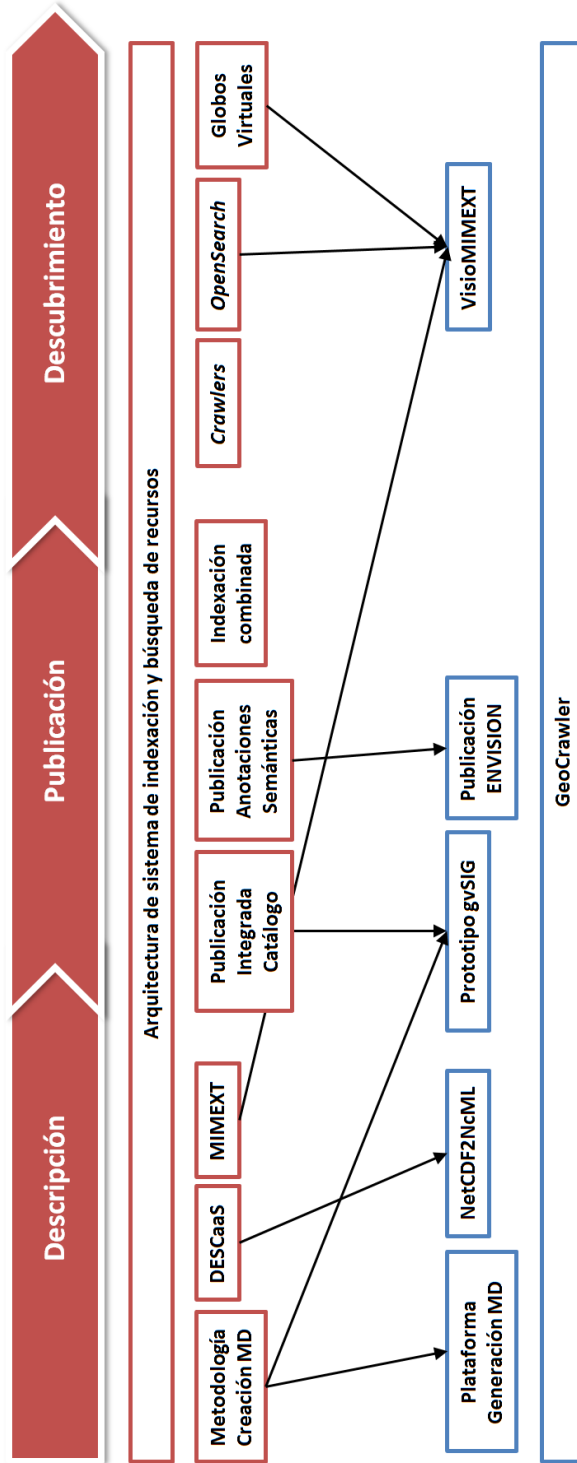 Descripción
Publicación
Descubrimiento
Arquitectura de sistema de indexación y búsqueda de recursos
Metodología
Creación MD
DESCaaS
MIMEXT
Publicación
Integrada
Catálogo
Publicación
Anotaciones
Semánticas
Indexación
combinada
Crawlers
OpenSearch
Globos
Virtuales
Plataforma
Generación MD
NetCDF2NcML
Prototipo gvSIG
Publicación
ENVISION
VisioMIMEXT
GeoCrawler